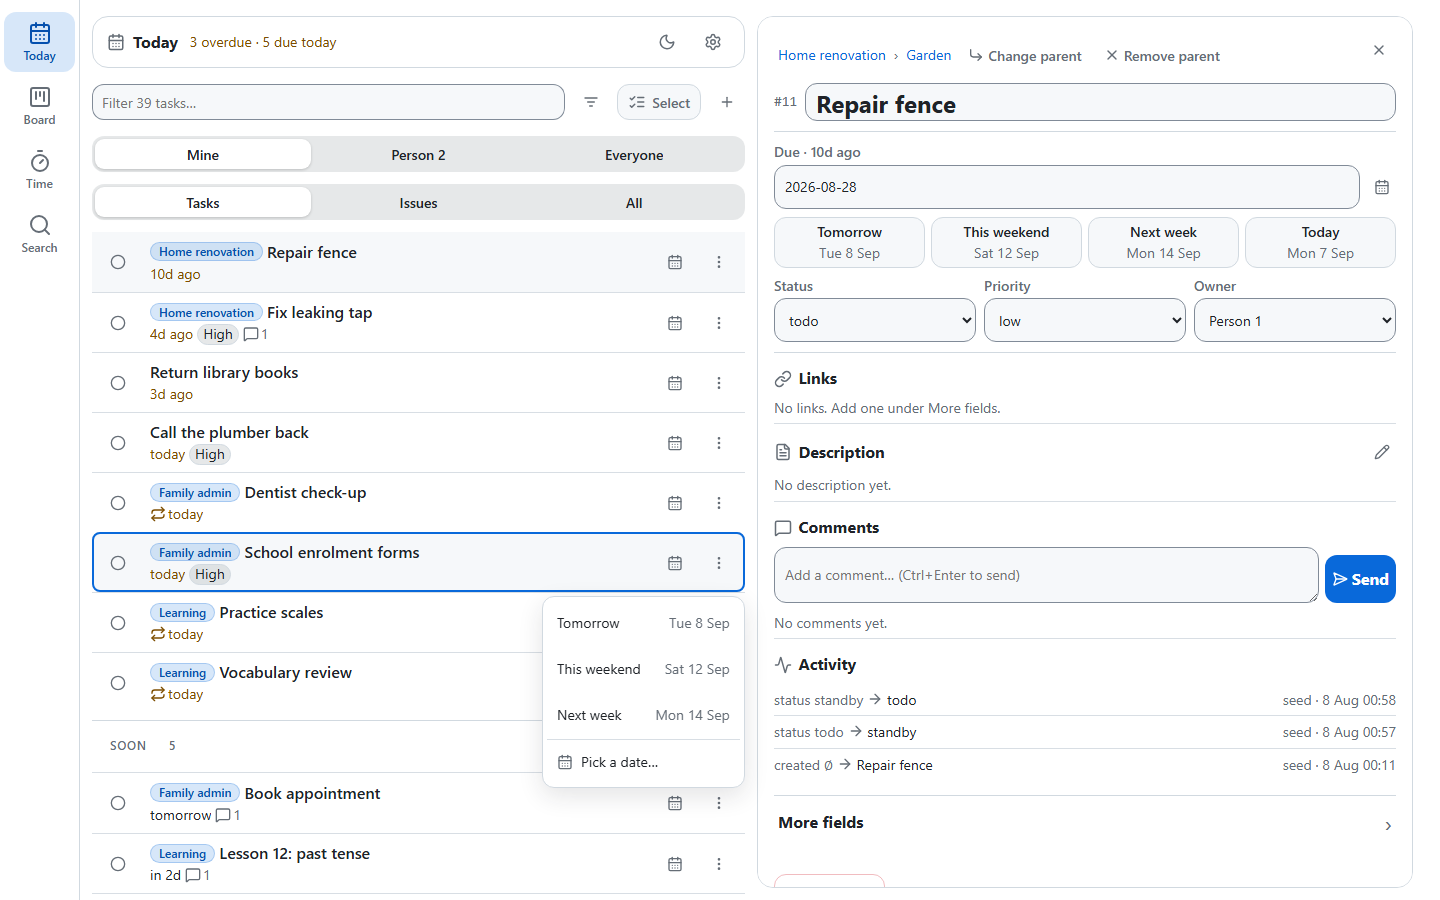 Today
Board
Time
Search
Today 3 overdue · 5 due today
Filter 39 tasks...
Select
Mine Person 2 Everyone
Tasks Issues All
Home renovation Repair fence
10d ago
Home renovation Fix leaking tap
4d ago High 1
Return library books
3d ago
Call the plumber back
today High
Family admin Dentist check-up
today
Family admin School enrolment forms
today High
Learning Practice scales
today
Learning Vocabulary review
today
Tomorrow Tue 8 Sep
This weekend Sat 12 Sep
Next week Mon 14 Sep
Pick a date...
SOON 5
Family admin Book appointment
tomorrow 1
Learning Lesson 12: past tense
in 2d 1
Home renovation › Garden Change parent Remove parent
#11 Repair fence
Due · 10d ago
2026-08-28
Tomorrow
Tue 8 Sep
This weekend
Sat 12 Sep
Next week
Mon 14 Sep
Today
Mon 7 Sep
Status Priority Owner
todo low Person 1
Links
No links. Add one under More fields.
Description
No description yet.
Comments
Add a comment... (Ctrl+Enter to send)
Send
No comments yet.
Activity
status standby → todo seed · 8 Aug 00:58
status todo → standby seed · 8 Aug 00:57
created ∅ → Repair fence seed · 8 Aug 00:11
More fields